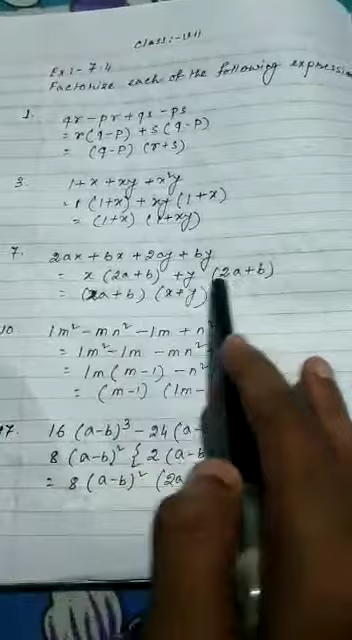 Class:- VIII
Ex:- 7.4
Factorize each of the following
1. qr - pr + qs - ps
= r(q-p) + s(q-p)
= (q-p) (r+s)
3. 1+x + xy + x²y
= 1(1+x) + xy(1+x)
= (1+x) (1+xy)
7. 2ax + bx + 2ay + by
= x (2a+b) + y (2a+b)
= (2a+b) (x+y)
10. lm² - mn² - lm + n²
= lm² - lm - mn²
= lm(m-1) - n²
= (m-1) (lm-
17. 16 (a-b)³ - 24 (a-b
8 (a-b)² { 2 (a-b
= 8 (a-b)² (2a